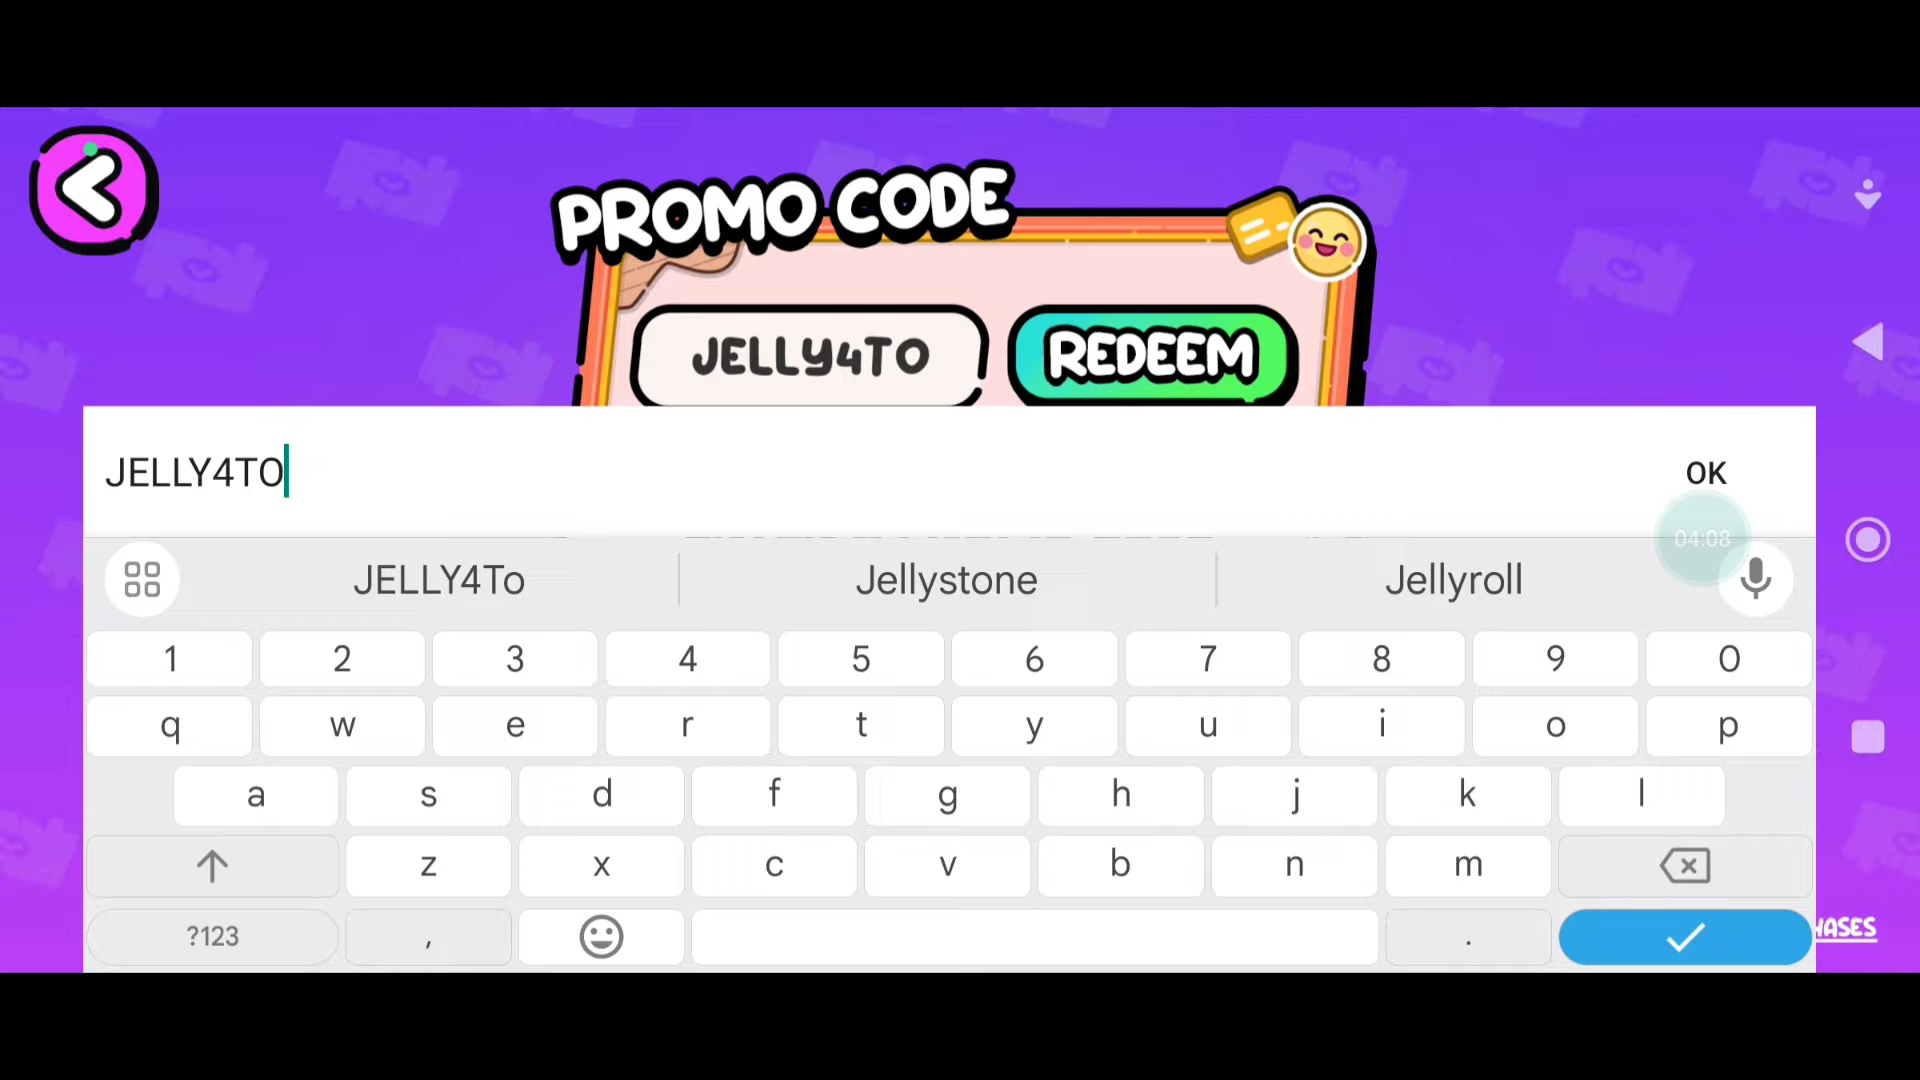 PROMO CODE
JELLY4TO
REDEEM
JELLY4TO
OK
04:08
JELLY4To
Jellystone
Jellyroll
1 2 3 4 5 6 7 8 9 0
q w e r t y u i o p
a s d f g h j k l
z x c v b n m
?123 , .
HASES